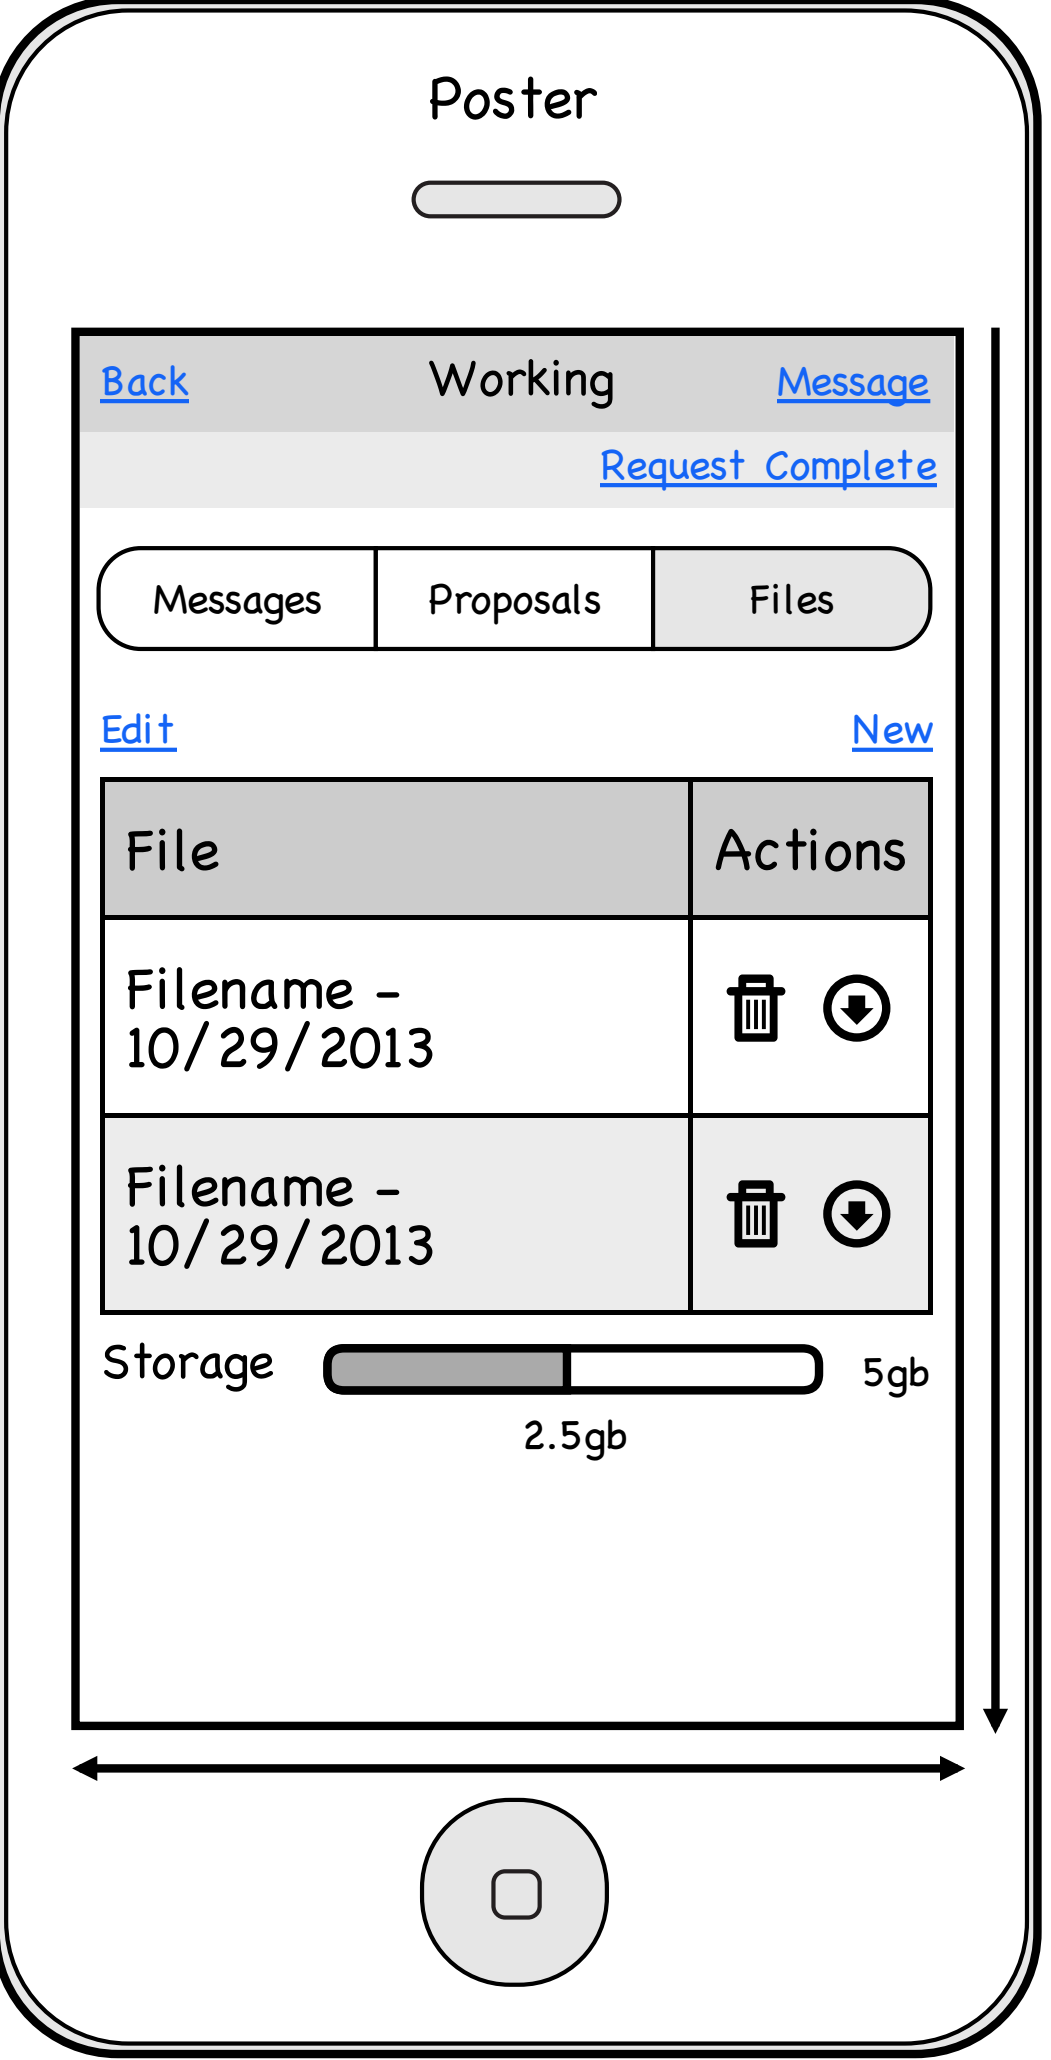 Poster
Back Working Message
Request Complete
Messages Proposals Files
Edit New
File Actions
Filename -
10/29/2013
Filename -
10/29/2013
Storage 5gb
2.5gb